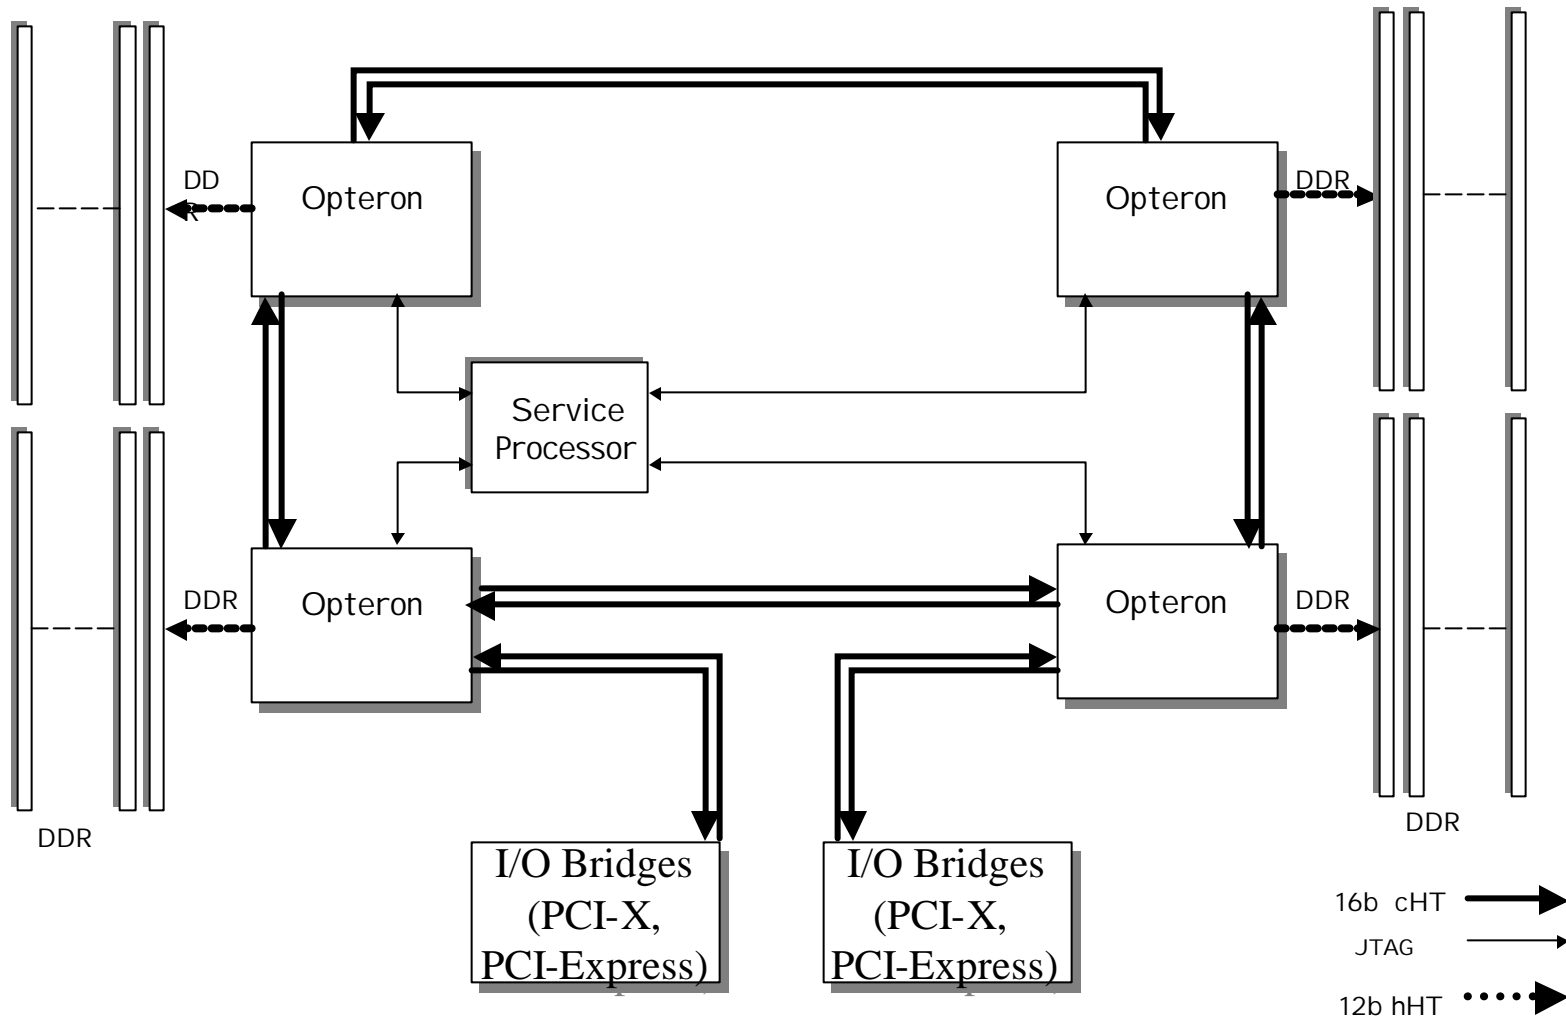 DD
R
Opteron
Opteron
DDR
Service
Processor
DDR
Opteron
Opteron
DDR
DDR
DDR
I/O Bridges
(PCI-X,
PCI-Express)
I/O Bridges
(PCI-X,
PCI-Express)
16b cHT
JTAG
12b hHT